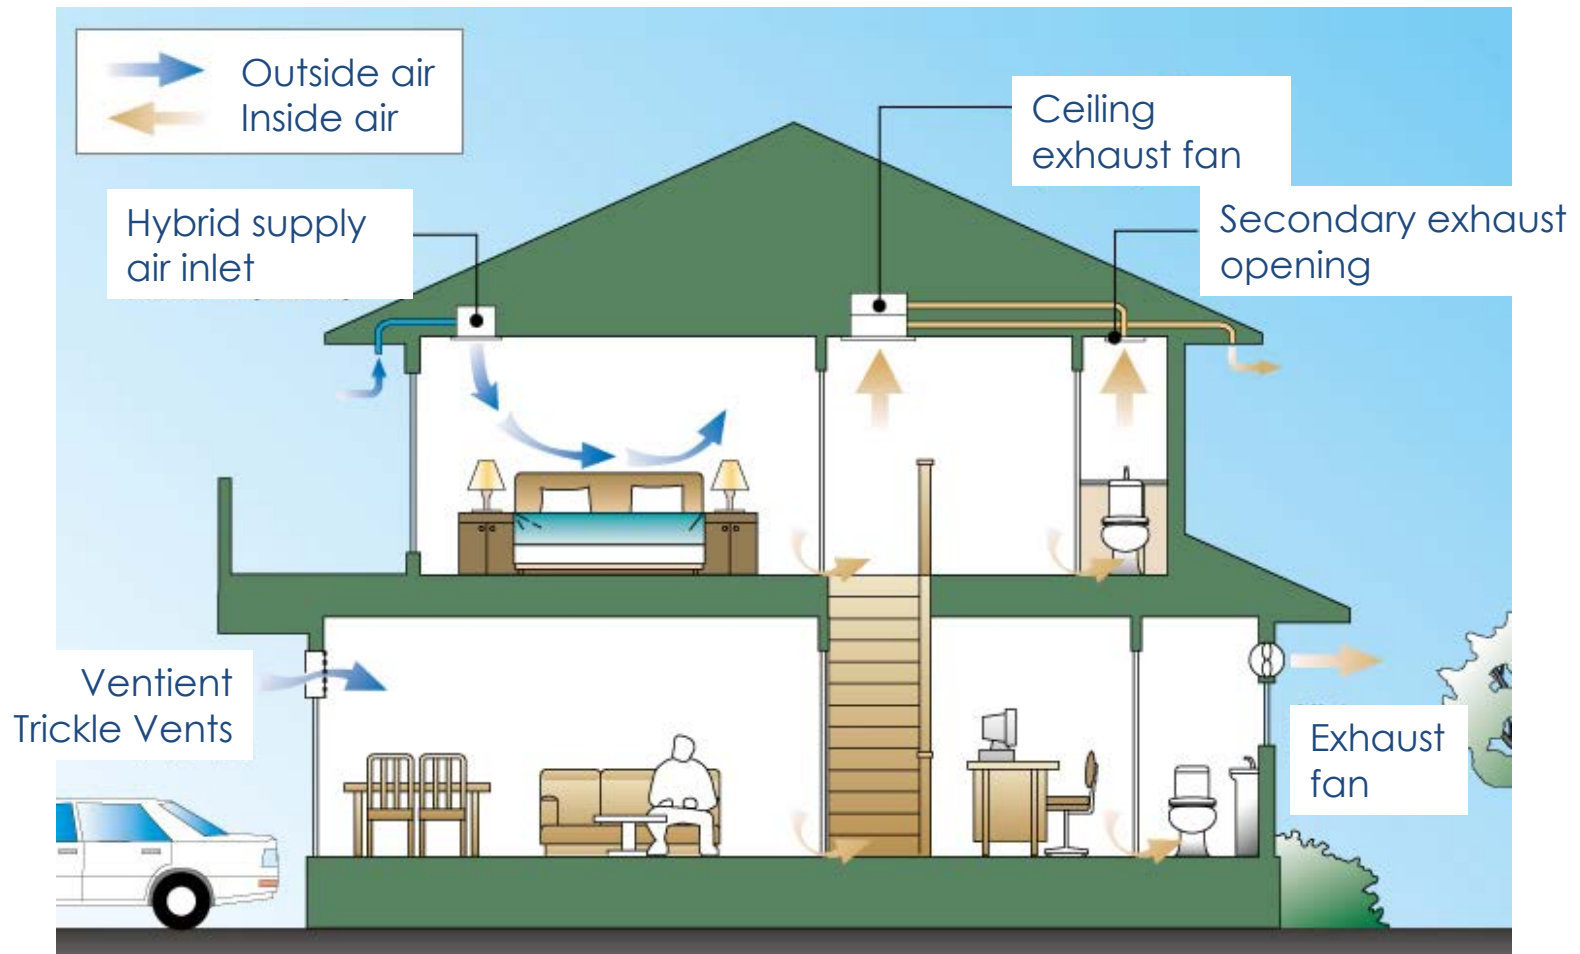 Outside air
Inside air
Ceiling
exhaust fan
Hybrid supply
air inlet
Secondary exhaust
opening
Ventient
Trickle Vents
Exhaust
fan